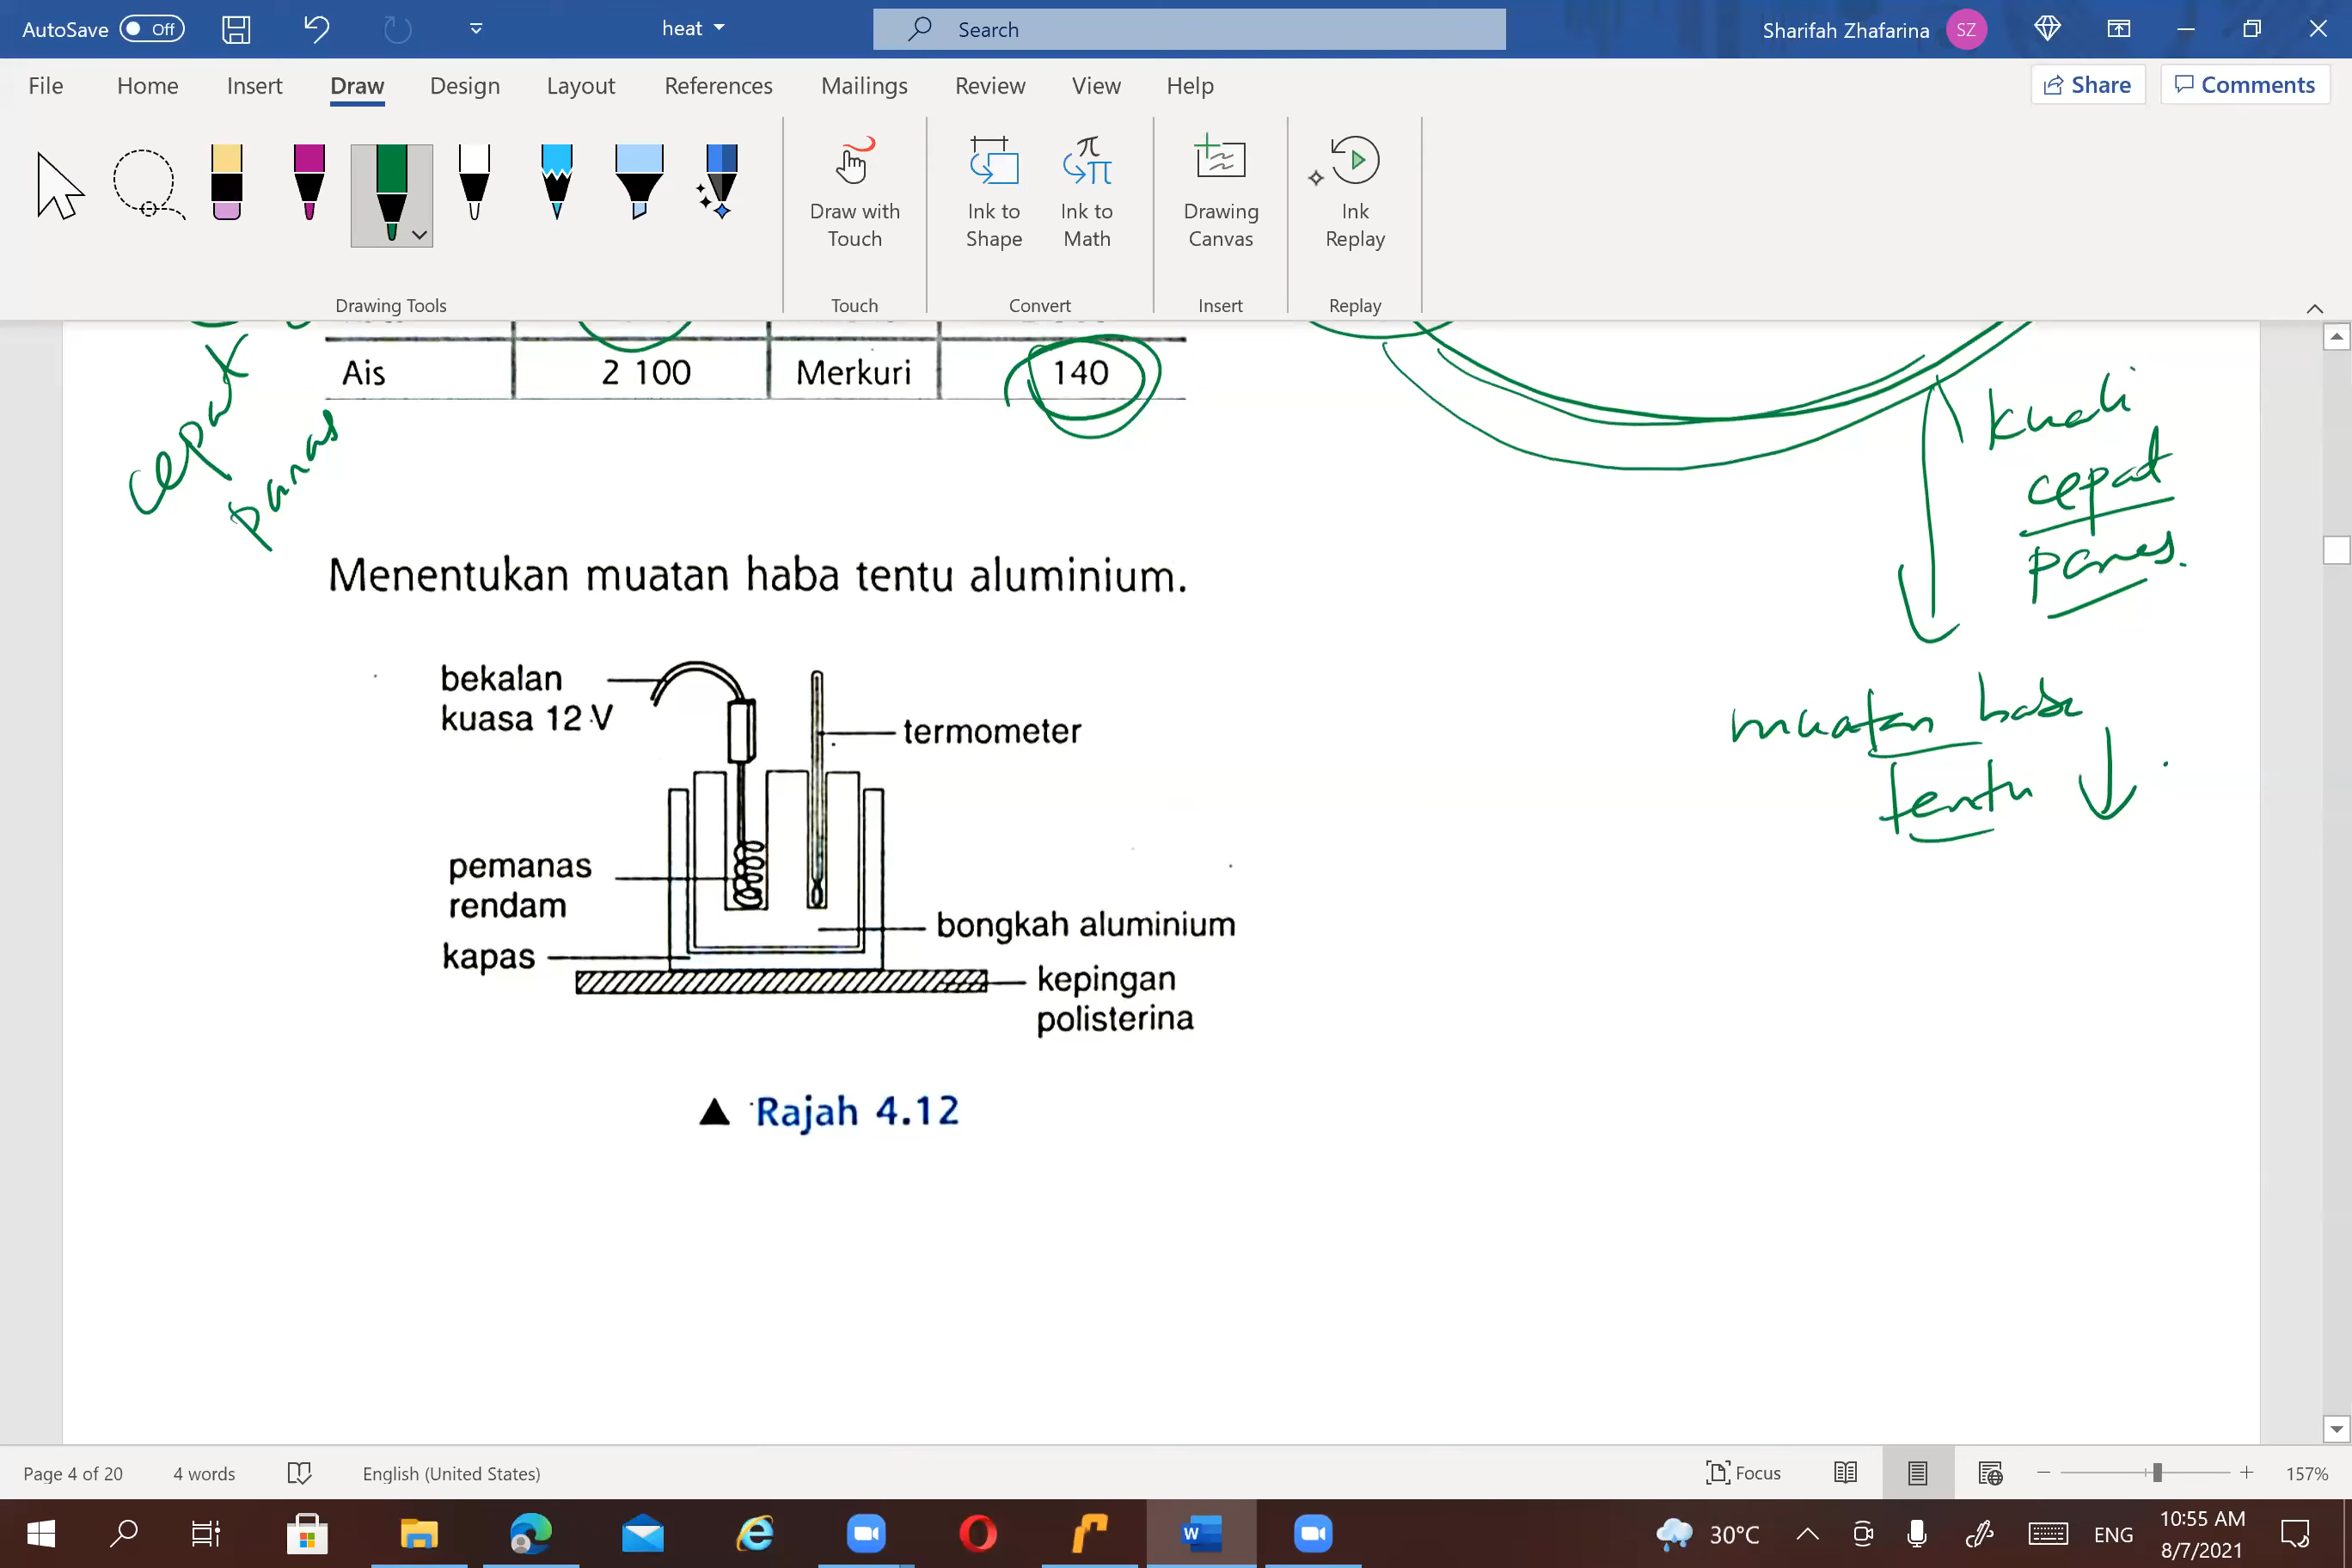 AutoSave Off heat Search Sharifah Zhafarina SZ
File Home Insert Draw Design Layout References Mailings Review View Help Share Comments
Draw with Touch
Ink to Shape
Ink to Math
Drawing Canvas
Ink Replay
Drawing Tools Touch Convert Insert Replay
Ais 2 100 Merkuri 140
cepat
panas
kuali
cepat
panas.
Menentukan muatan haba tentu aluminium.
bekalan
kuasa 12 V
termometer
muatan haba
tentu ↓
pemanas
rendam
bongkah aluminium
kapas
kepingan
polisterina
▲ Rajah 4.12
Page 4 of 20 4 words English (United States) Focus 157%
30°C ENG 10:55 AM
8/7/2021